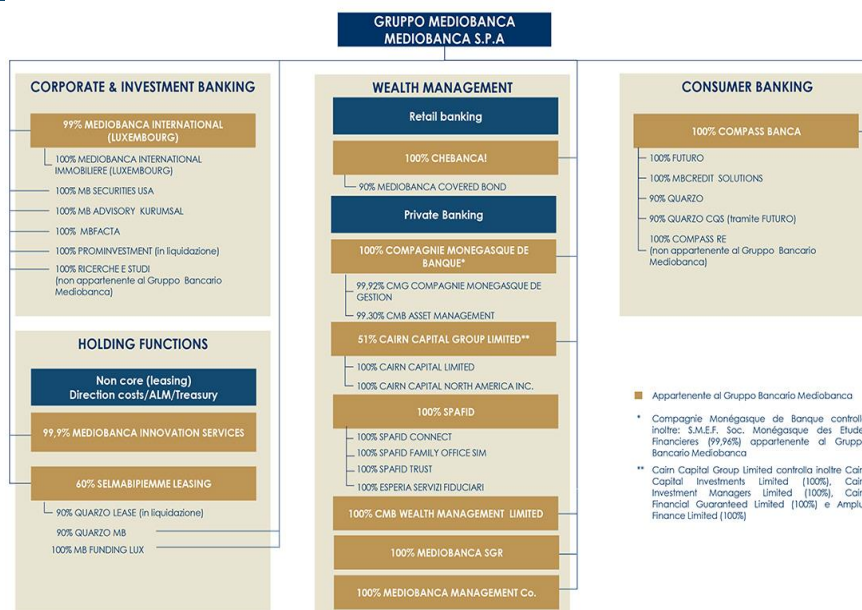 GRUPPO MEDIOBANCA
MEDIOBANCA S.P.A
CORPORATE & INVESTMENT BANKING
99% MEDIOBANCA INTERNATIONAL
(LUXEMBOURG)
100% MEDIOBANCA INTERNATIONAL
IMMOBILIERE (LUXEMBOURG)
100% MB SECURITIES USA
100% MB ADVISORY KURUMSAL
100% MBFACTA
100% PROMINVESTMENT (in liquidazione)
100% RICERCHE E STUDI
(non appartenente al Gruppo Bancario
Mediobanca)
HOLDING FUNCTIONS
Non core (leasing)
Direction costs/ALM/Treasury
99,9% MEDIOBANCA INNOVATION SERVICES
60% SELMABIPIEMME LEASING
90% QUARZO LEASE (in liquidazione)
90% QUARZO MB
100% MB FUNDING LUX
WEALTH MANAGEMENT
Retail banking
100% CHEBANCA!
90% MEDIOBANCA COVERED BOND
Private Banking
100% COMPAGNIE MONEGASQUE DE
BANQUE*
99,92% CMG COMPAGNIE MONEGASQUE DE
GESTION
99.30% CMB ASSET MANAGEMENT
51% CAIRN CAPITAL GROUP LIMITED**
100% CAIRN CAPITAL LIMITED
100% CAIRN CAPITAL NORTH AMERICA INC.
100% SPAFID
100% SPAFID CONNECT
100% SPAFID FAMILY OFFICE SIM
100% SPAFID TRUST
100% ESPERIA SERVIZI FIDUCIARI
100% CMB WEALTH MANAGEMENT LIMITED
100% MEDIOBANCA SGR
100% MEDIOBANCA MANAGEMENT Co.
CONSUMER BANKING
100% COMPASS BANCA
100% FUTURO
100% MBCREDIT SOLUTIONS
90% QUARZO
90% QUARZO CQS (tramite FUTURO)
100% COMPASS RE
(non appartenente al Gruppo Bancario
Mediobanca)
Appartenente al Gruppo Bancario Mediobanca
* Compagnie Monégasque de Banque controlla
inoltre: S.M.E.F. Soc. Monégasque des Etudes
Financieres (99,96%) appartenente al Gruppo
Bancario Mediobanca
** Cairn Capital Group Limited controlla inoltre Cairn
Capital Investments Limited (100%), Cairn
Investment Managers Limited (100%), Cairn
Financial Guaranteed Limited (100%) e Amplus
Finance Limited (100%)